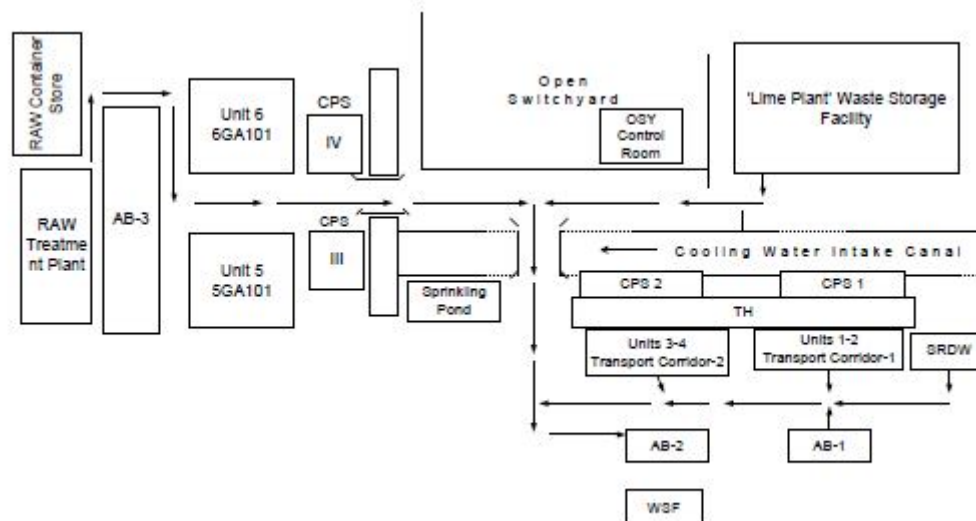 RAW Container
Store
Unit 6
6GA101
CPS
IV
Open
Switchyard
OSY
Control
Room
'Lime Plant' Waste Storage
Facility
RAW
Treatme
nt Plant
AB-3
Unit 5
5GA101
CPS
III
Sprinkling
Pond
Cooling Water Intake Canal
CPS 2
CPS 1
TH
Units 3-4
Transport Corridor-2
Units 1-2
Transport Corridor-1
SRDW
AB-2
AB-1
WSF